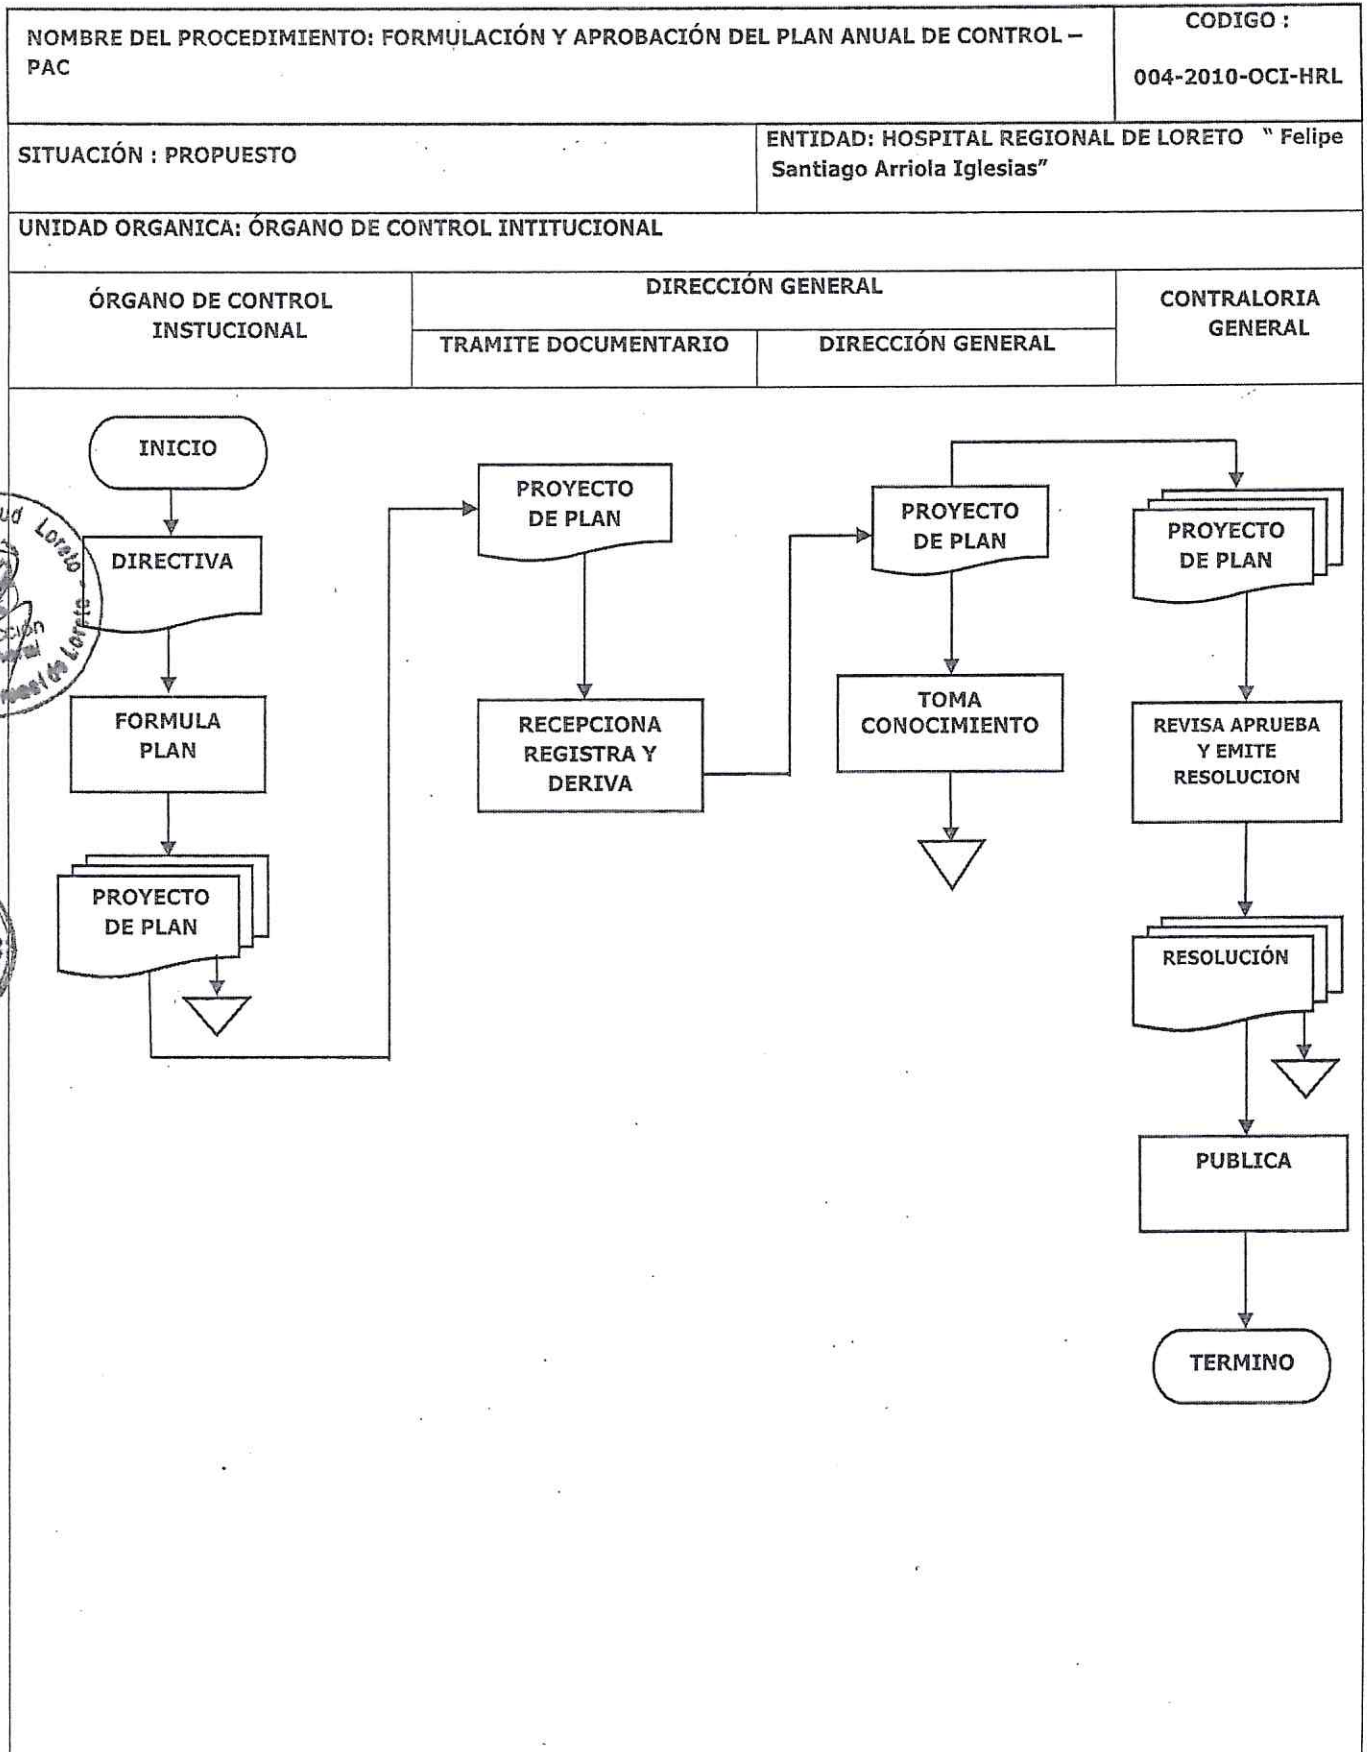 NOMBRE DEL PROCEDIMIENTO: FORMULACIÓN Y APROBACIÓN DEL PLAN ANUAL DE CONTROL –
PAC
CODIGO :
004-2010-OCI-HRL
SITUACIÓN : PROPUESTO
ENTIDAD: HOSPITAL REGIONAL DE LORETO “ Felipe
Santiago Arriola Iglesias”
UNIDAD ORGANICA: ÓRGANO DE CONTROL INTITUCIONAL
ÓRGANO DE CONTROL
INSTUCIONAL
DIRECCIÓN GENERAL
TRAMITE DOCUMENTARIO
DIRECCIÓN GENERAL
CONTRALORIA
GENERAL
INICIO
DIRECTIVA
FORMULA
PLAN
PROYECTO
DE PLAN
PROYECTO
DE PLAN
RECEPCIONA
REGISTRA Y
DERIVA
PROYECTO
DE PLAN
TOMA
CONOCIMIENTO
PROYECTO
DE PLAN
REVISA APRUEBA
Y EMITE
RESOLUCION
RESOLUCIÓN
PUBLICA
TERMINO
Loreto
Loreto